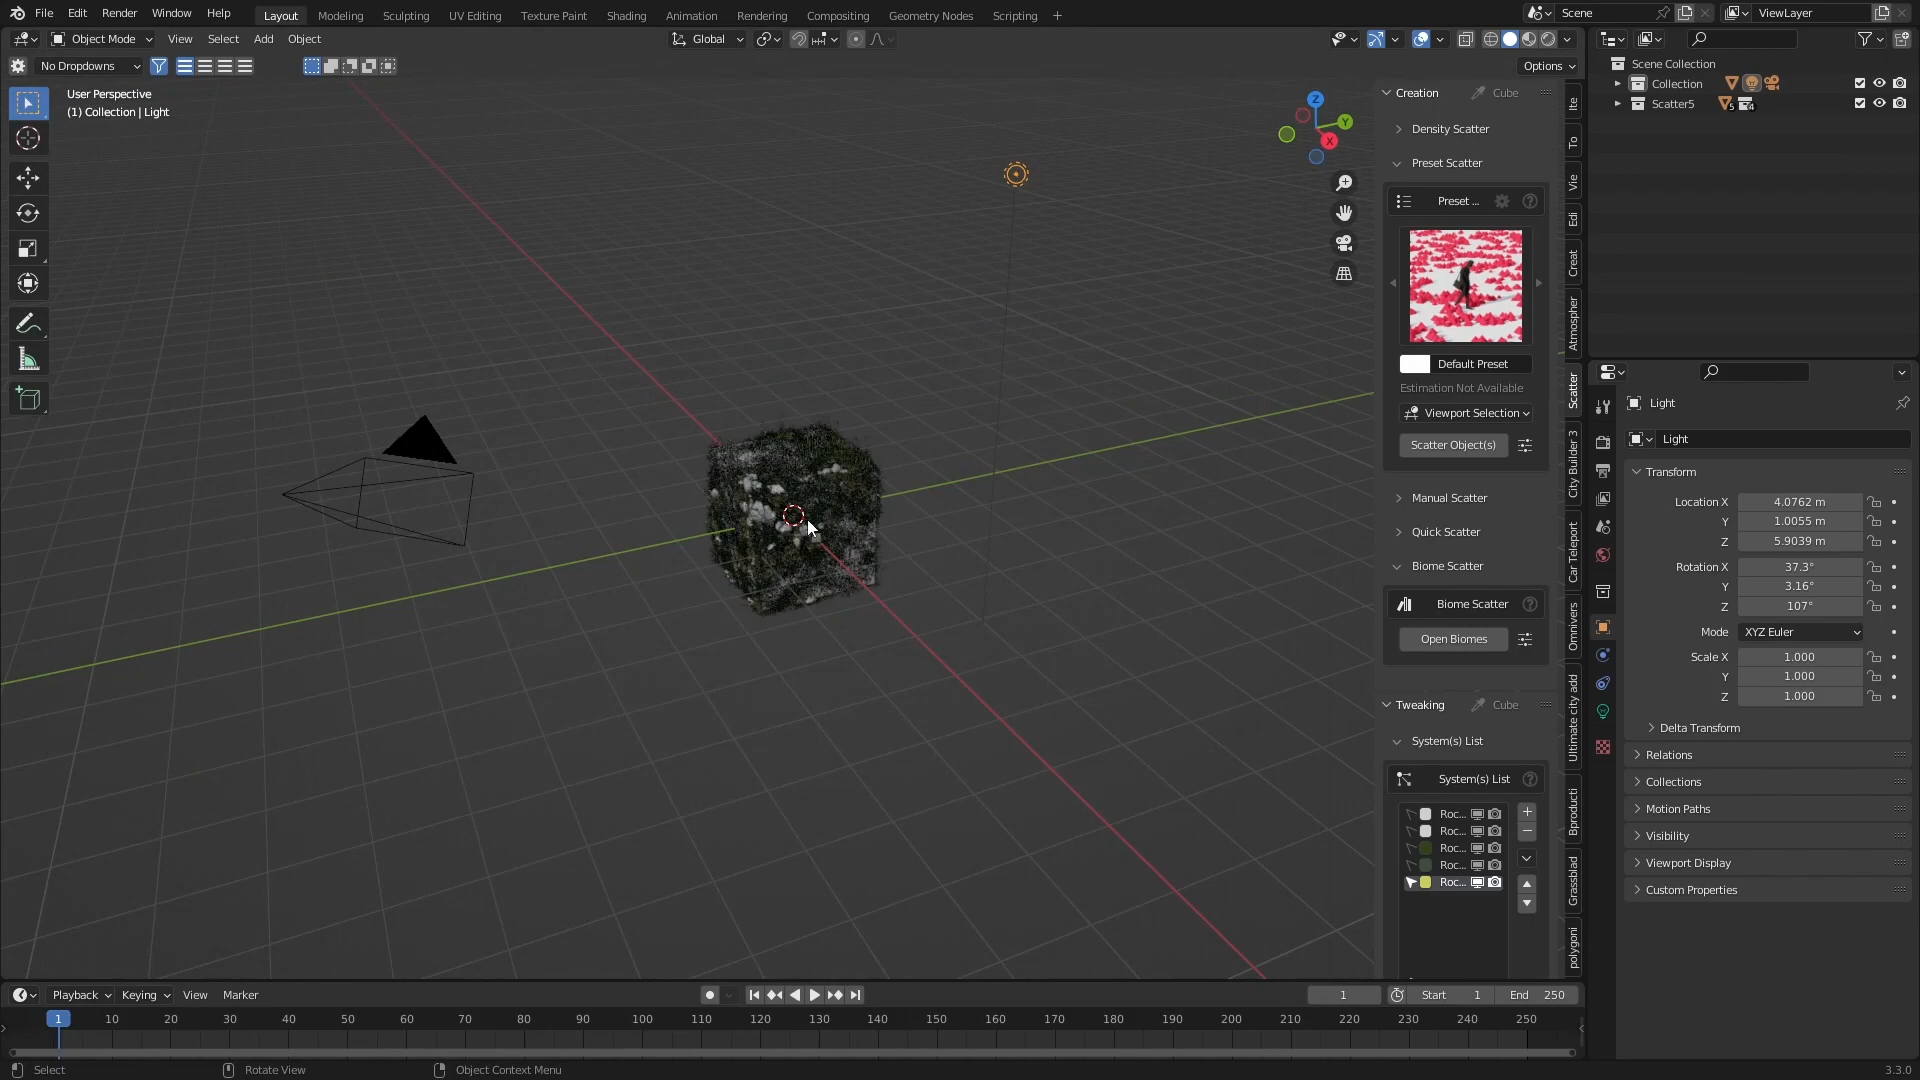 File Edit Render Window Help
Layout Modeling Sculpting UV Editing Texture Paint Shading Animation Rendering Compositing Geometry Nodes Scripting +
Scene
ViewLayer
Object Mode View Select Add Object
Global
No Dropdowns
Options
User Perspective
(1) Collection | Light
Z
Y
X
Creation Cube
Density Scatter
Preset Scatter
Preset ...
Default Preset
Estimation Not Available
Viewport Selection
Scatter Object(s)
Manual Scatter
Quick Scatter
Biome Scatter
Biome Scatter
Open Biomes
Tweaking Cube
System(s) List
System(s) List
Roc...
Roc...
Roc...
Roc...
Roc...
Ite
To
Vie
Edi
Creat
Atmospher
Scatter
City Builder 3
Car Teleport
Omnivers
Ultimate city add
Bproducti
Grassblad
polygoni
Scene Collection
Collection
Scatter5 5 4
Light
Light
Transform
Location X 4.0762 m
Y 1.0055 m
Z 5.9039 m
Rotation X 37.3°
Y 3.16°
Z 107°
Mode XYZ Euler
Scale X 1.000
Y 1.000
Z 1.000
Delta Transform
Relations
Collections
Motion Paths
Visibility
Viewport Display
Custom Properties
Playback Keying View Marker
1 Start 1 End 250
1 10 20 30 40 50 60 70 80 90 100 110 120 130 140 150 160 170 180 190 200 210 220 230 240 250
Select Rotate View Object Context Menu
3.3.0